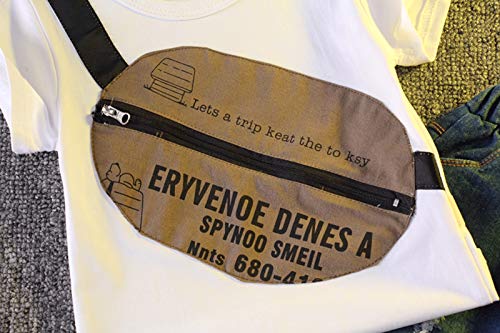 Lets a trip keat the to ksy
ERYVENOE DENES A
SPYNOO SMEIL
Nnts 680-41